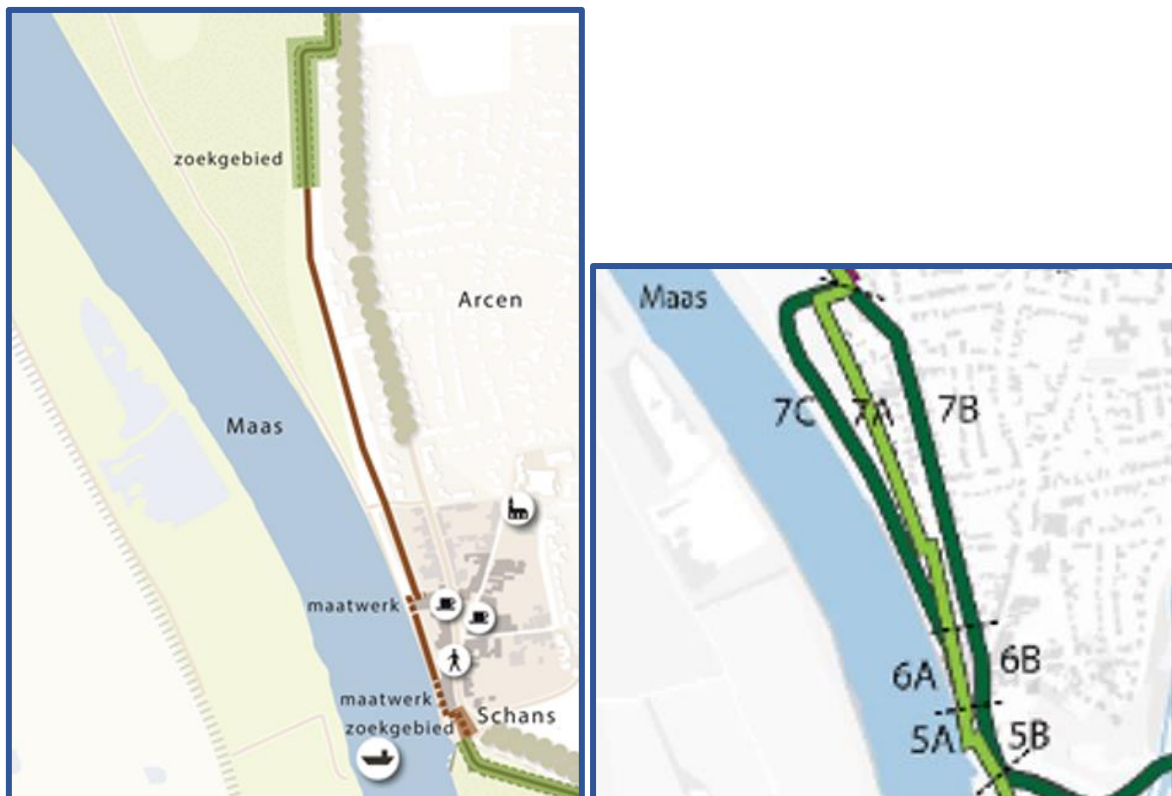 zoekgebied
Arcen
Maas
maatwerk
maatwerk
zoekgebied
Schans
Maas
7C
7A
7B
6A
6B
5A
5B